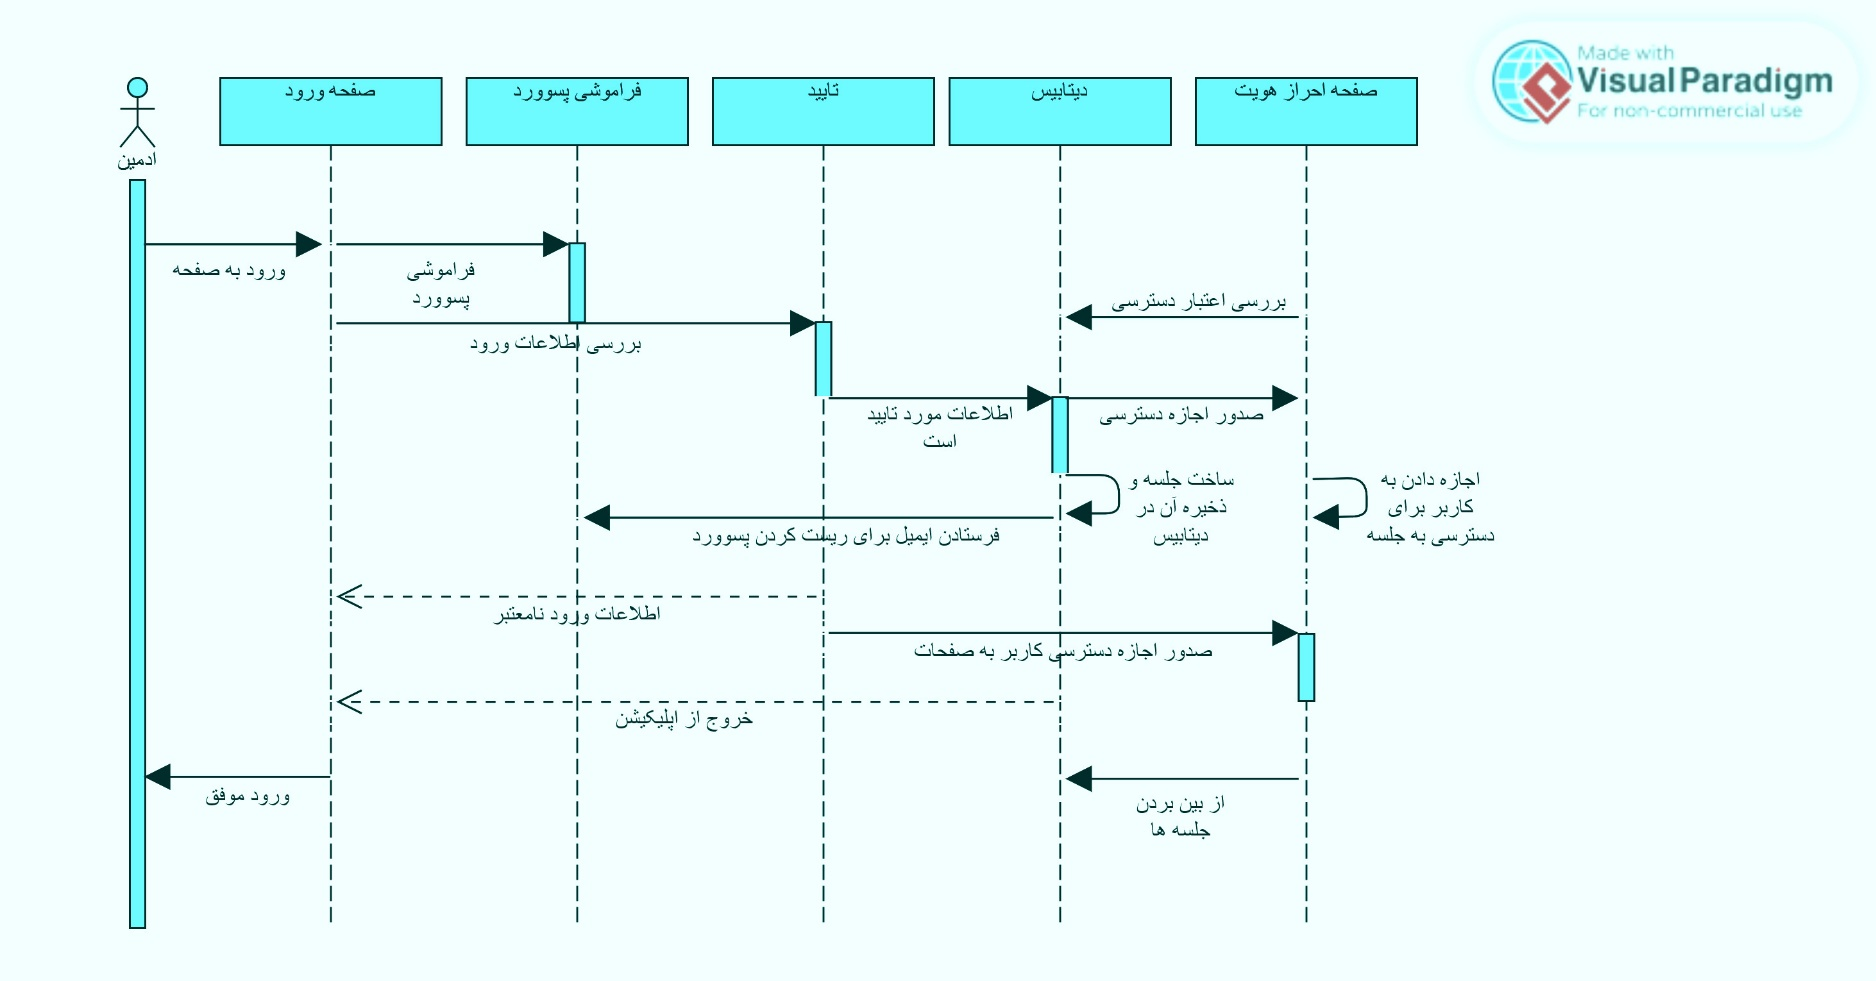 Made with
Visual Paradigm
For non-commercial use
ادمین
صفحه ورود
فراموشی پسوورد
تایید
دیتابیس
صفحه احراز هویت
ورود به صفحه
فراموشی
پسوورد
بررسی اعتبار دسترسی
بررسی اطلاعات ورود
اطلاعات مورد تایید
است
صدور اجازه دسترسی
ساخت جلسه و
ذخیره آن در
دیتابیس
اجازه دادن به
کاربر برای
دسترسی به جلسه
فرستادن ایمیل برای ریست کردن پسوورد
اطلاعات ورود نامعتبر
صدور اجازه دسترسی کاربر به صفحات
خروج از اپلیکیشن
ورود موفق
از بین بردن
جلسه ها